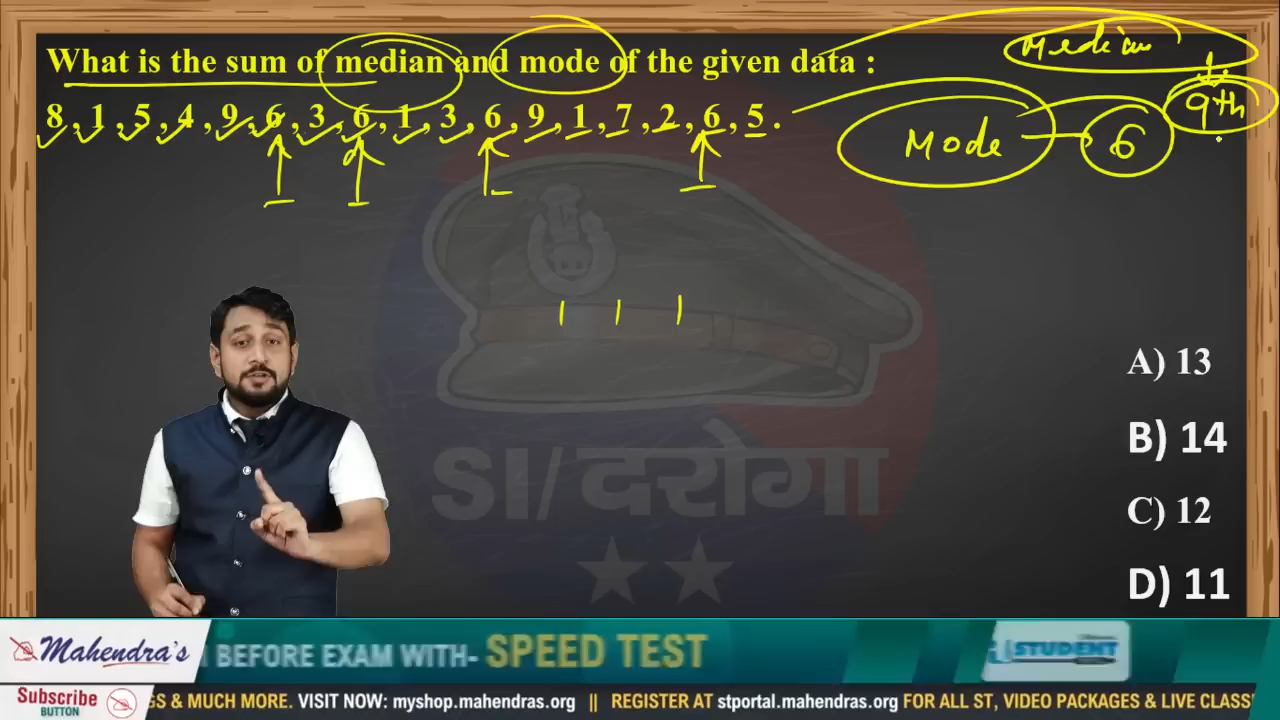 What is the sum of median and mode of the given data :
8, 1, 5, 4, 9, 6, 3, 6, 1, 3, 6, 9, 1, 7, 2, 6, 5.
Median
9th
Mode 6
SI/दरोगा
A) 13
B) 14
C) 12
D) 11
Mahendra's
BEFORE EXAM WITH- SPEED TEST
STUDENT
Subscribe
BUTTON
GS & MUCH MORE. VISIT NOW: myshop.mahendras.org || REGISTER AT stportal.mahendras.org FOR ALL ST, VIDEO PACKAGES & LIVE CLASS